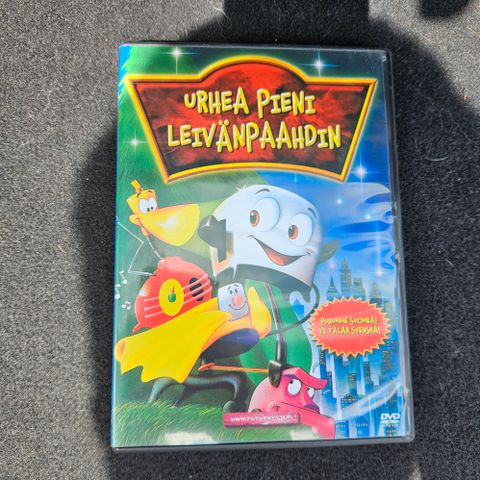 URHEA PIENI
LEIVÄNPAAHDIN
PUHUMME SUOMEA!
VI TALAR SVENSKA!
DVD